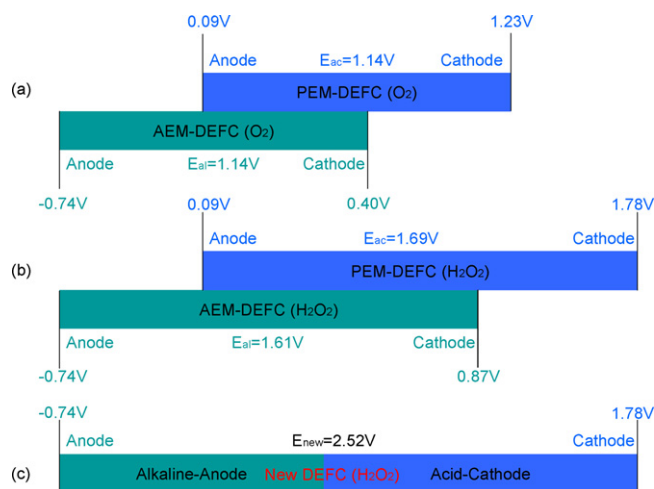 0.09V 1.23V
Anode Eac=1.14V Cathode
(a) PEM-DEFC (O2)
AEM-DEFC (O2)
Anode Eal=1.14V Cathode
-0.74V 0.40V
0.09V 1.78V
Anode Eac=1.69V Cathode
(b) PEM-DEFC (H2O2)
AEM-DEFC (H2O2)
Anode Eal=1.61V Cathode
-0.74V 0.87V
-0.74V 1.78V
Anode Enew=2.52V Cathode
(c) Alkaline-Anode New DEFC (H2O2) Acid-Cathode